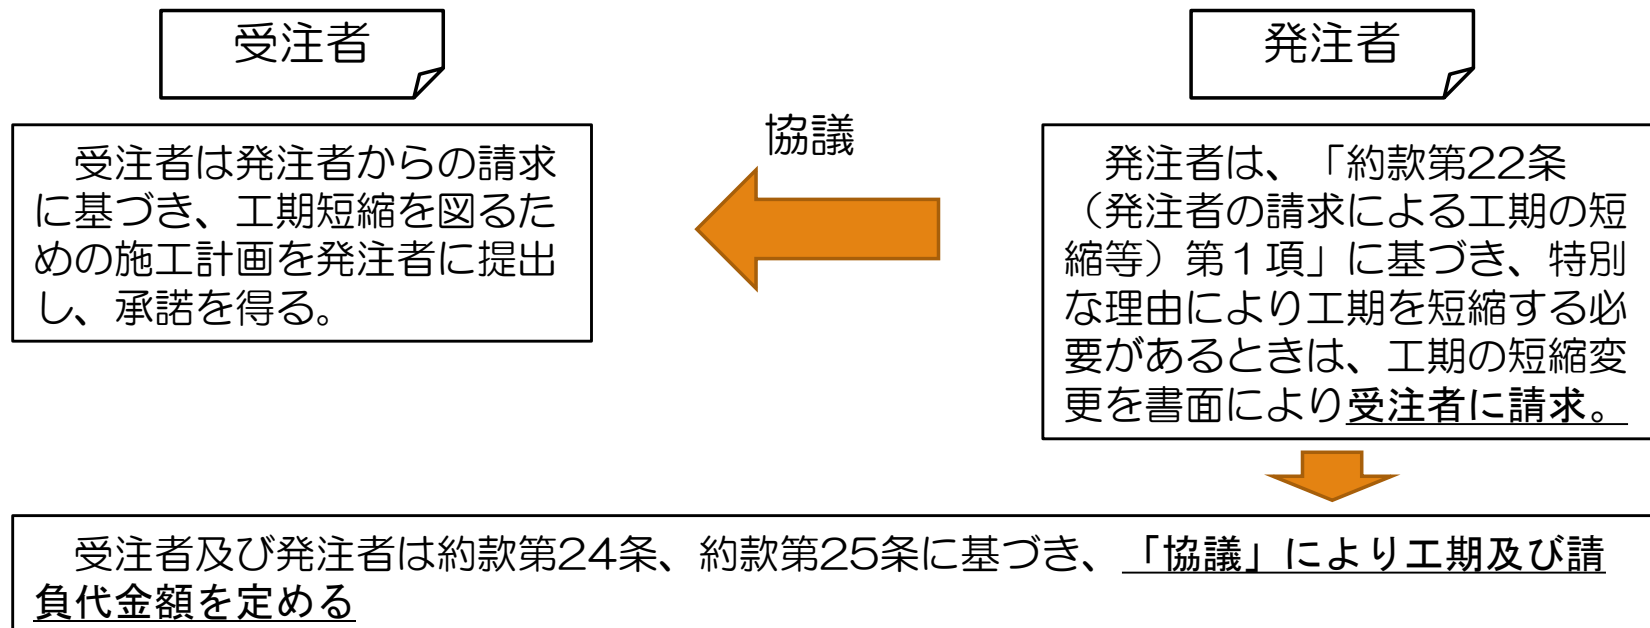 受注者
発注者
協議
受注者は発注者からの請求
に基づき、工期短縮を図るた
めの施工計画を発注者に提出
し、承諾を得る。
発注者は、「約款第22条
（発注者の請求による工期の短
縮等）第１項」に基づき、特別
な理由により工期を短縮する必
要があるときは、工期の短縮変
更を書面により受注者に請求。
受注者及び発注者は約款第24条、約款第25条に基づき、「協議」により工期及び請
負代金額を定める